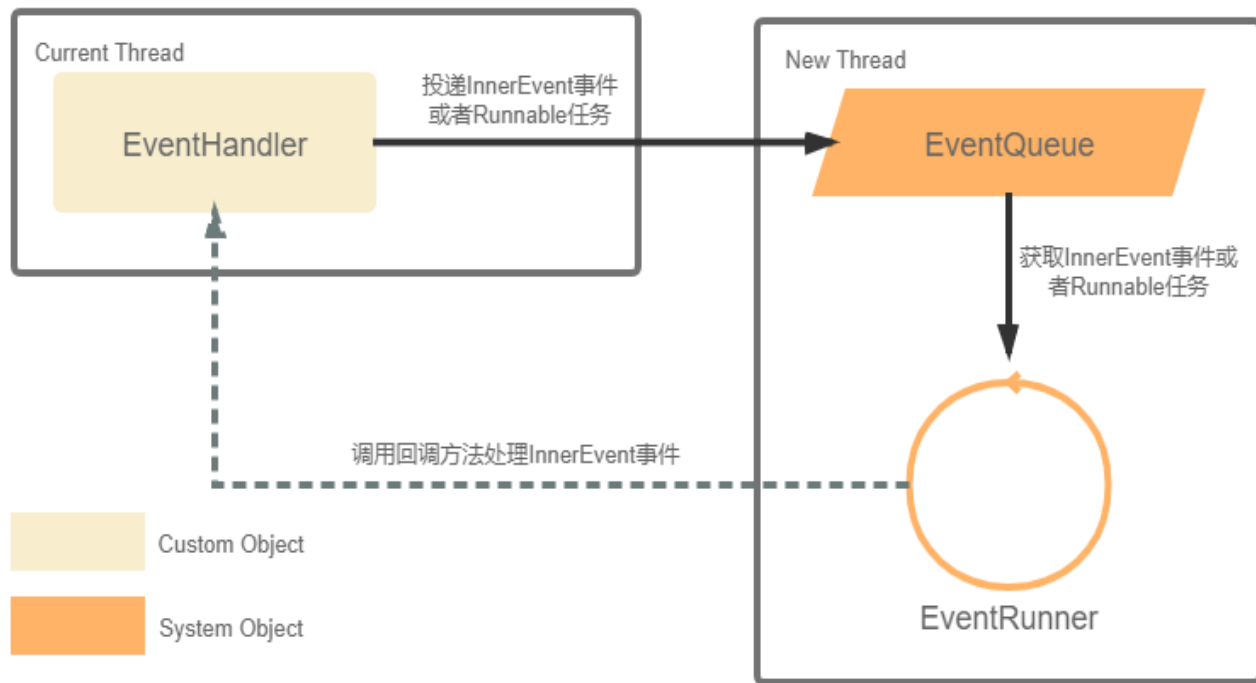 Current Thread
EventHandler
投递InnerEvent事件
或者Runnable任务
New Thread
EventQueue
获取InnerEvent事件或
者Runnable任务
调用回调方法处理InnerEvent事件
EventRunner
Custom Object
System Object